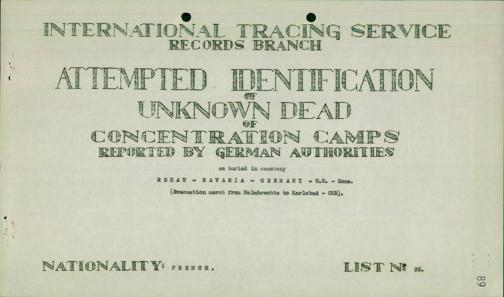 INTERNATIONAL TRACING SERVICE
RECORDS BRANCH
ATTEMPTED IDENTIFICATION
OF
UNKNOWN DEAD
OF
CONCENTRATION CAMPS
REPORTED BY GERMAN AUTHORITIES
as buried in cemetery
REHAU - BAVARIA - GERMANY - U.S. - Zone.
(Evacuation march from Helmbrechts to Karlsbad - CSR).
NATIONALITY: FRENCH.
LIST Nº 26.
89